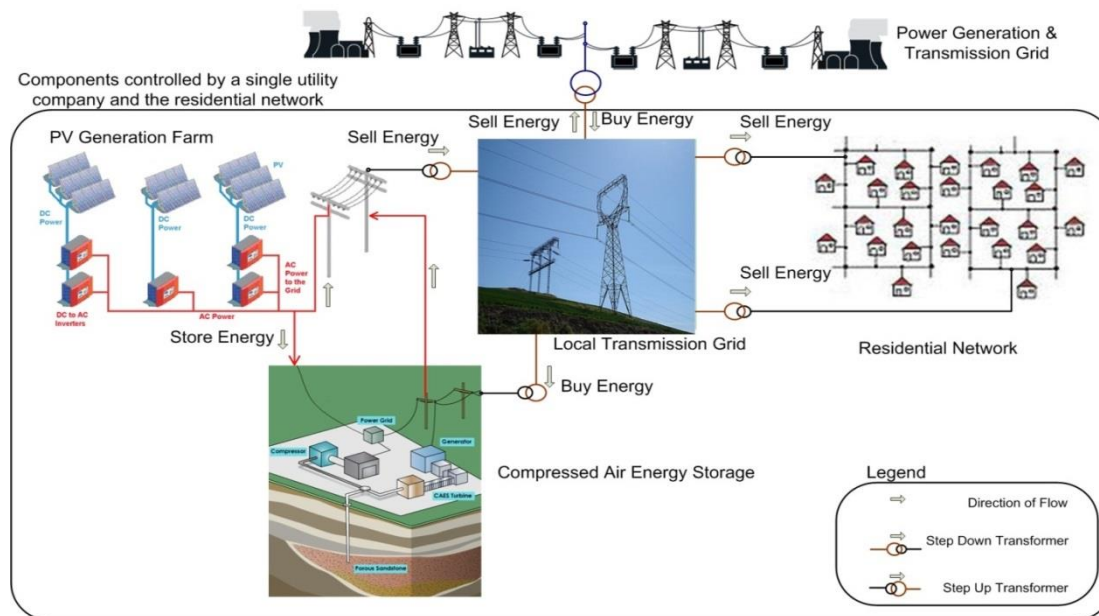 Power Generation &
Transmission Grid
Components controlled by a single utility
company and the residential network
PV Generation Farm
Sell Energy
Sell Energy
Buy Energy
Sell Energy
PV
DC
Power
DC
Power
DC
Power
AC
Power
to the
Grid
DC to AC
Inverters
AC Power
Sell Energy
Store Energy
Local Transmission Grid
Residential Network
Buy Energy
Power Grid
Generator
Compressor
CAES Turbine
Porous Sandstone
Compressed Air Energy Storage
Legend
Direction of Flow
Step Down Transformer
Step Up Transformer